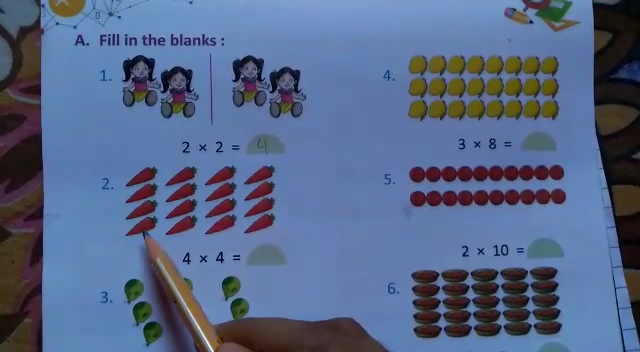 A. Fill in the blanks :
1.
2 × 2 = 4
2.
4 × 4 =
3.
4.
3 × 8 =
5.
2 × 10 =
6.